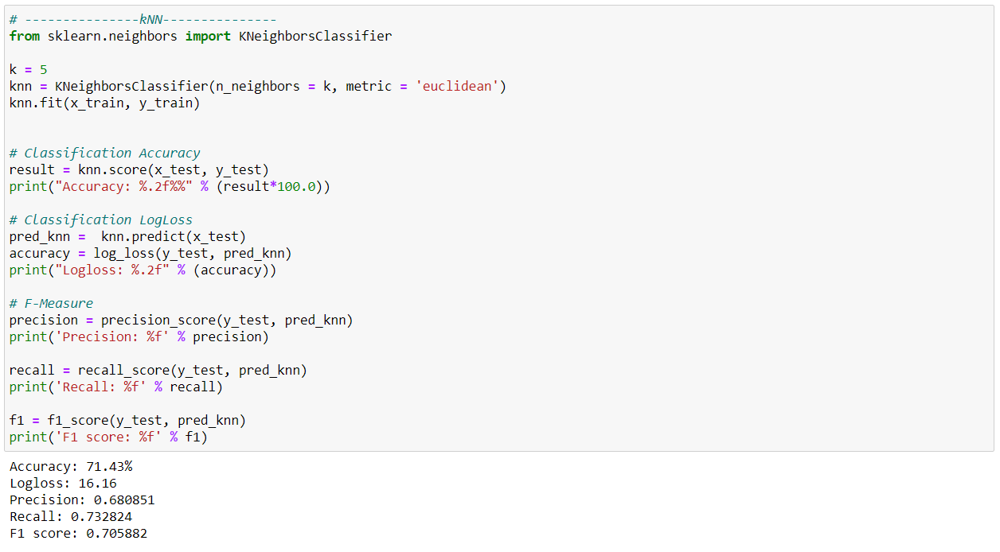 # ---------------kNN---------------
from sklearn.neighbors import KNeighborsClassifier
k = 5
knn = KNeighborsClassifier(n_neighbors = k, metric = 'euclidean')
knn.fit(x_train, y_train)
# Classification Accuracy
result = knn.score(x_test, y_test)
print("Accuracy: %.2f%%" % (result*100.0))
# Classification LogLoss
pred_knn =  knn.predict(x_test)
accuracy = log_loss(y_test, pred_knn)
print("Logloss: %.2f" % (accuracy))
# F-Measure
precision = precision_score(y_test, pred_knn)
print('Precision: %f' % precision)
recall = recall_score(y_test, pred_knn)
print('Recall: %f' % recall)
f1 = f1_score(y_test, pred_knn)
print('F1 score: %f' % f1)
Accuracy: 71.43%
Logloss: 16.16
Precision: 0.680851
Recall: 0.732824
F1 score: 0.705882